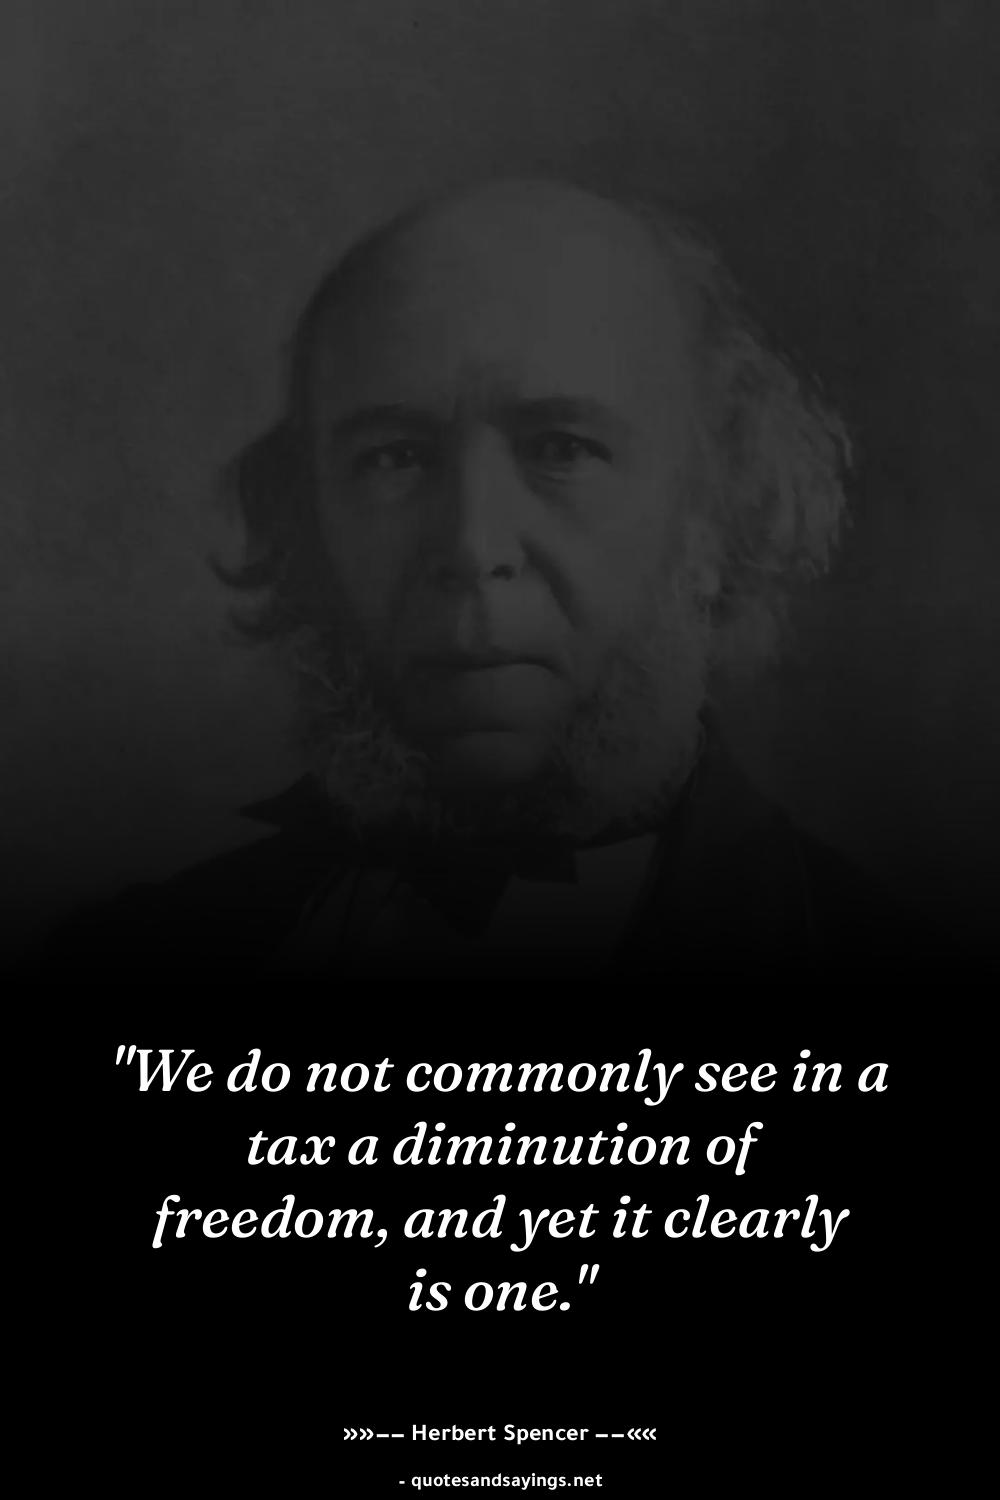 "We do not commonly see in a
tax a diminution of
freedom, and yet it clearly
is one."
»»−− Herbert Spencer −−««
- quotesandsayings.net